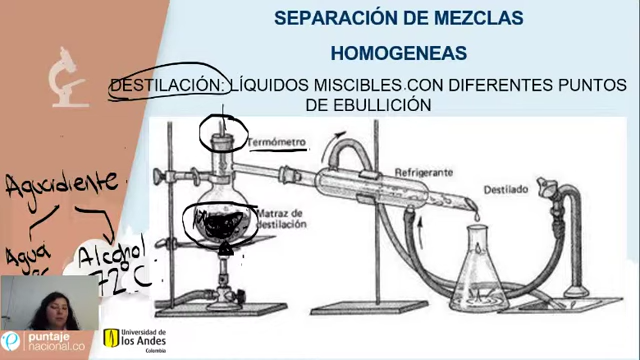 SEPARACIÓN DE MEZCLAS
HOMOGENEAS
DESTILACIÓN: LÍQUIDOS MISCIBLES CON DIFERENTES PUNTOS
DE EBULLICIÓN
Termómetro
Refrigerante
Destilado
Matraz de
destilación
Aguardiente
Agua
Alcohol
72°C
puntaje
nacional.co
Universidad de
los Andes
Colombia